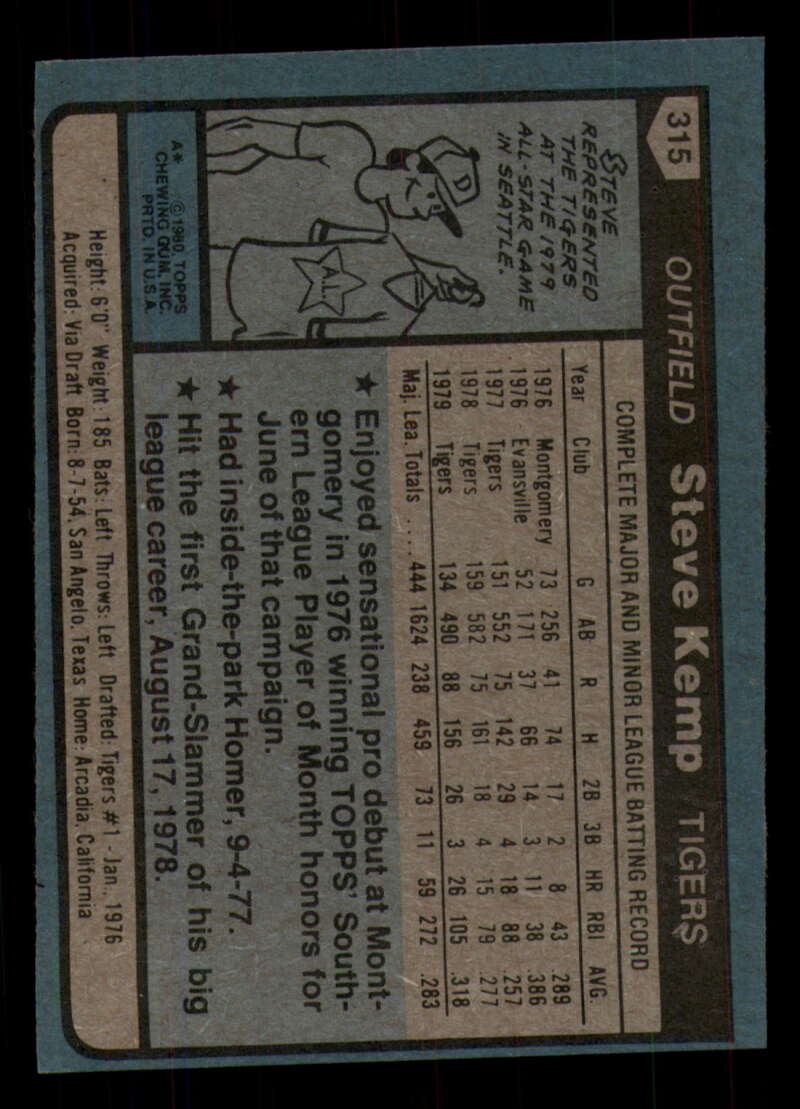 315
OUTFIELD Steve Kemp TIGERS
STEVE
REPRESENTED
THE TIGERS
AT THE 1979
ALL-STAR GAME
IN SEATTLE.
D
A.L.
A* © 1980, TOPPS
CHEWING GUM, INC.
PRTD. IN U.S.A.
COMPLETE MAJOR AND MINOR LEAGUE BATTING RECORD
Year Club G AB R H 2B 3B HR RBI AVG.
1976 Montgomery 73 256 41 74 17 2 8 43 .289
1976 Evansville 52 171 37 66 14 3 11 38 .386
1977 Tigers 151 552 75 142 29 4 18 88 .257
1978 Tigers 159 582 75 161 18 4 15 79 .277
1979 Tigers 134 490 88 156 26 3 26 105 .318
Maj. Lea. Totals .... 444 1624 238 459 73 11 59 272 .283
★ Enjoyed sensational pro debut at Mont-
gomery in 1976 winning TOPPS' South-
ern League Player of Month honors for
June of that campaign.
★ Had inside-the-park Homer, 9-4-77.
★ Hit the first Grand-Slammer of his big
league career, August 17, 1978.
Height: 6'0" Weight: 185 Bats: Left Throws: Left Drafted: Tigers #1 - Jan., 1976
Acquired: Via Draft Born: 8-7-54, San Angelo, Texas Home: Arcadia, California